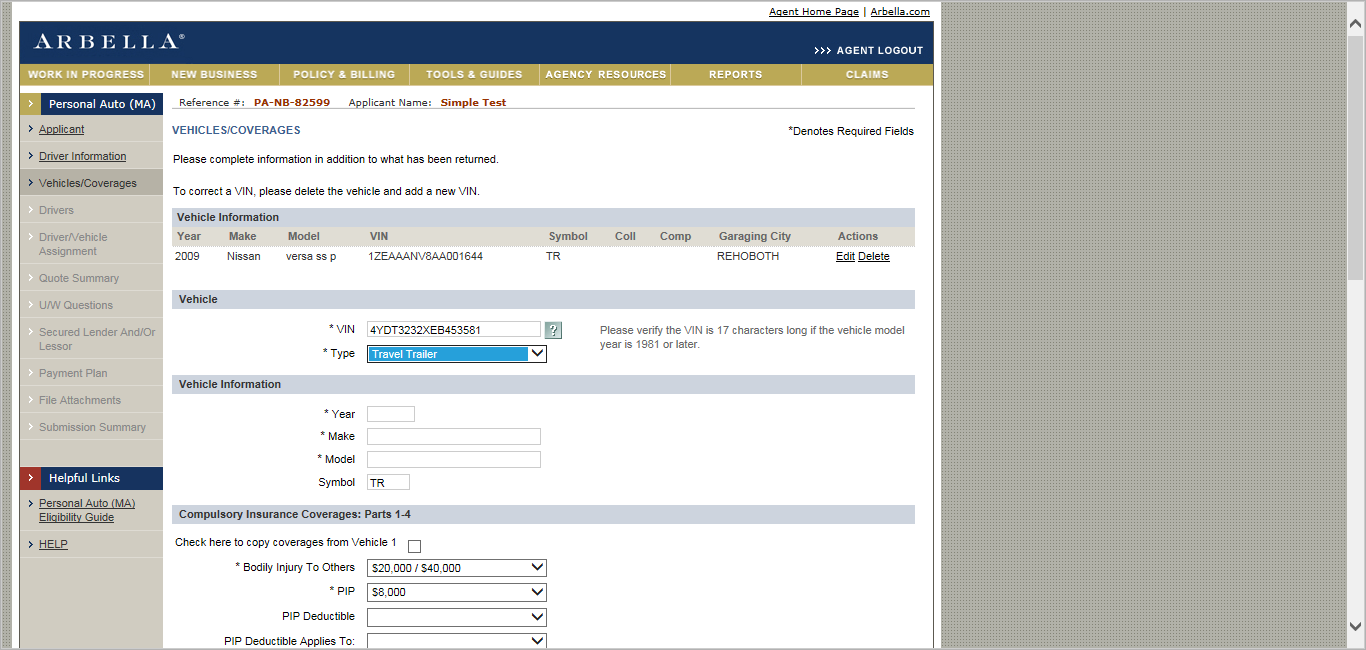 Agent Home Page | Arbella.com
ARBELLA®
>>> AGENT LOGOUT
WORK IN PROGRESS NEW BUSINESS POLICY & BILLING TOOLS & GUIDES AGENCY RESOURCES REPORTS CLAIMS
Personal Auto (MA)
Applicant
Driver Information
Vehicles/Coverages
Drivers
Driver/Vehicle
Assignment
Quote Summary
U/W Questions
Secured Lender And/Or
Lessor
Payment Plan
File Attachments
Submission Summary
Helpful Links
Personal Auto (MA)
Eligibility Guide
HELP
Reference #: PA-NB-82599 Applicant Name: Simple Test
VEHICLES/COVERAGES
*Denotes Required Fields
Please complete information in addition to what has been returned.
To correct a VIN, please delete the vehicle and add a new VIN.
Vehicle Information
Year Make Model VIN Symbol Coll Comp Garaging City Actions
2009 Nissan versa ss p 1ZEAAANV8AA001644 TR REHOBOTH Edit Delete
Vehicle
* VIN 4YDT3232XEB453581 ? Please verify the VIN is 17 characters long if the vehicle model
year is 1981 or later.
* Type Travel Trailer
Vehicle Information
* Year
* Make
* Model
Symbol TR
Compulsory Insurance Coverages: Parts 1-4
Check here to copy coverages from Vehicle 1
* Bodily Injury To Others $20,000 / $40,000
* PIP $8,000
PIP Deductible
PIP Deductible Applies To: